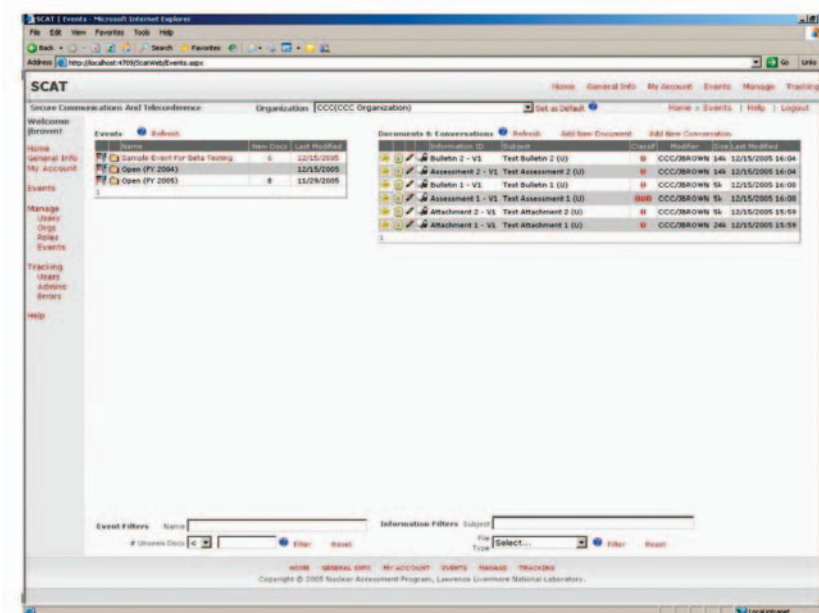 SCAT | Events - Microsoft Internet Explorer
File Edit View Favorites Tools Help
Back Search Favorites
Address http://localhost:4709/ScatWeb/Events.aspx Go Links
SCAT
Home General Info My Account Events Manage Tracking
Secure Communications And Teleconference Organization CCC(CCC Organization) Set as Default Home > Events | Help | Logout
Welcome
jbrown!
Home
General Info
My Account
Events
Manage
Users
Orgs
Roles
Events
Tracking
Users
Admins
Errors
Help
Events Refresh
Name New Docs Last Modified
Sample Event For Beta Testing 6 12/15/2005
Open (FY 2004) 12/15/2005
Open (FY 2005) 11/29/2005
1
Documents & Conversations Refresh Add New Document Add New Conversation
Information ID Subject Classif Modifier Size Last Modified
Bulletin 2 - V1 Test Bulletin 2 (U) U CCC/JBROWN 14k 12/15/2005 16:04
Assessment 2 - V1 Test Assessment 2 (U) U CCC/JBROWN 14k 12/15/2005 16:04
Bulletin 1 - V1 Test Bulletin 1 (U) U CCC/JBROWN 5k 12/15/2005 16:00
Assessment 1 - V1 Test Assessment 1 (U) OUO CCC/JBROWN 5k 12/15/2005 16:00
Attachment 2 - V1 Test Attachment 2 (U) U CCC/JBROWN 5k 12/15/2005 15:59
Attachment 1 - V1 Test Attachment 1 (U) U CCC/JBROWN 24k 12/15/2005 15:59
1
Event Filters Name
# Unseen Docs < Filter Reset
Information Filters Subject
File Type Select... Filter Reset
HOME GENERAL INFO MY ACCOUNT EVENTS MANAGE TRACKING
Copyright © 2005 Nuclear Assessment Program, Lawrence Livermore National Laboratory.
Local intranet